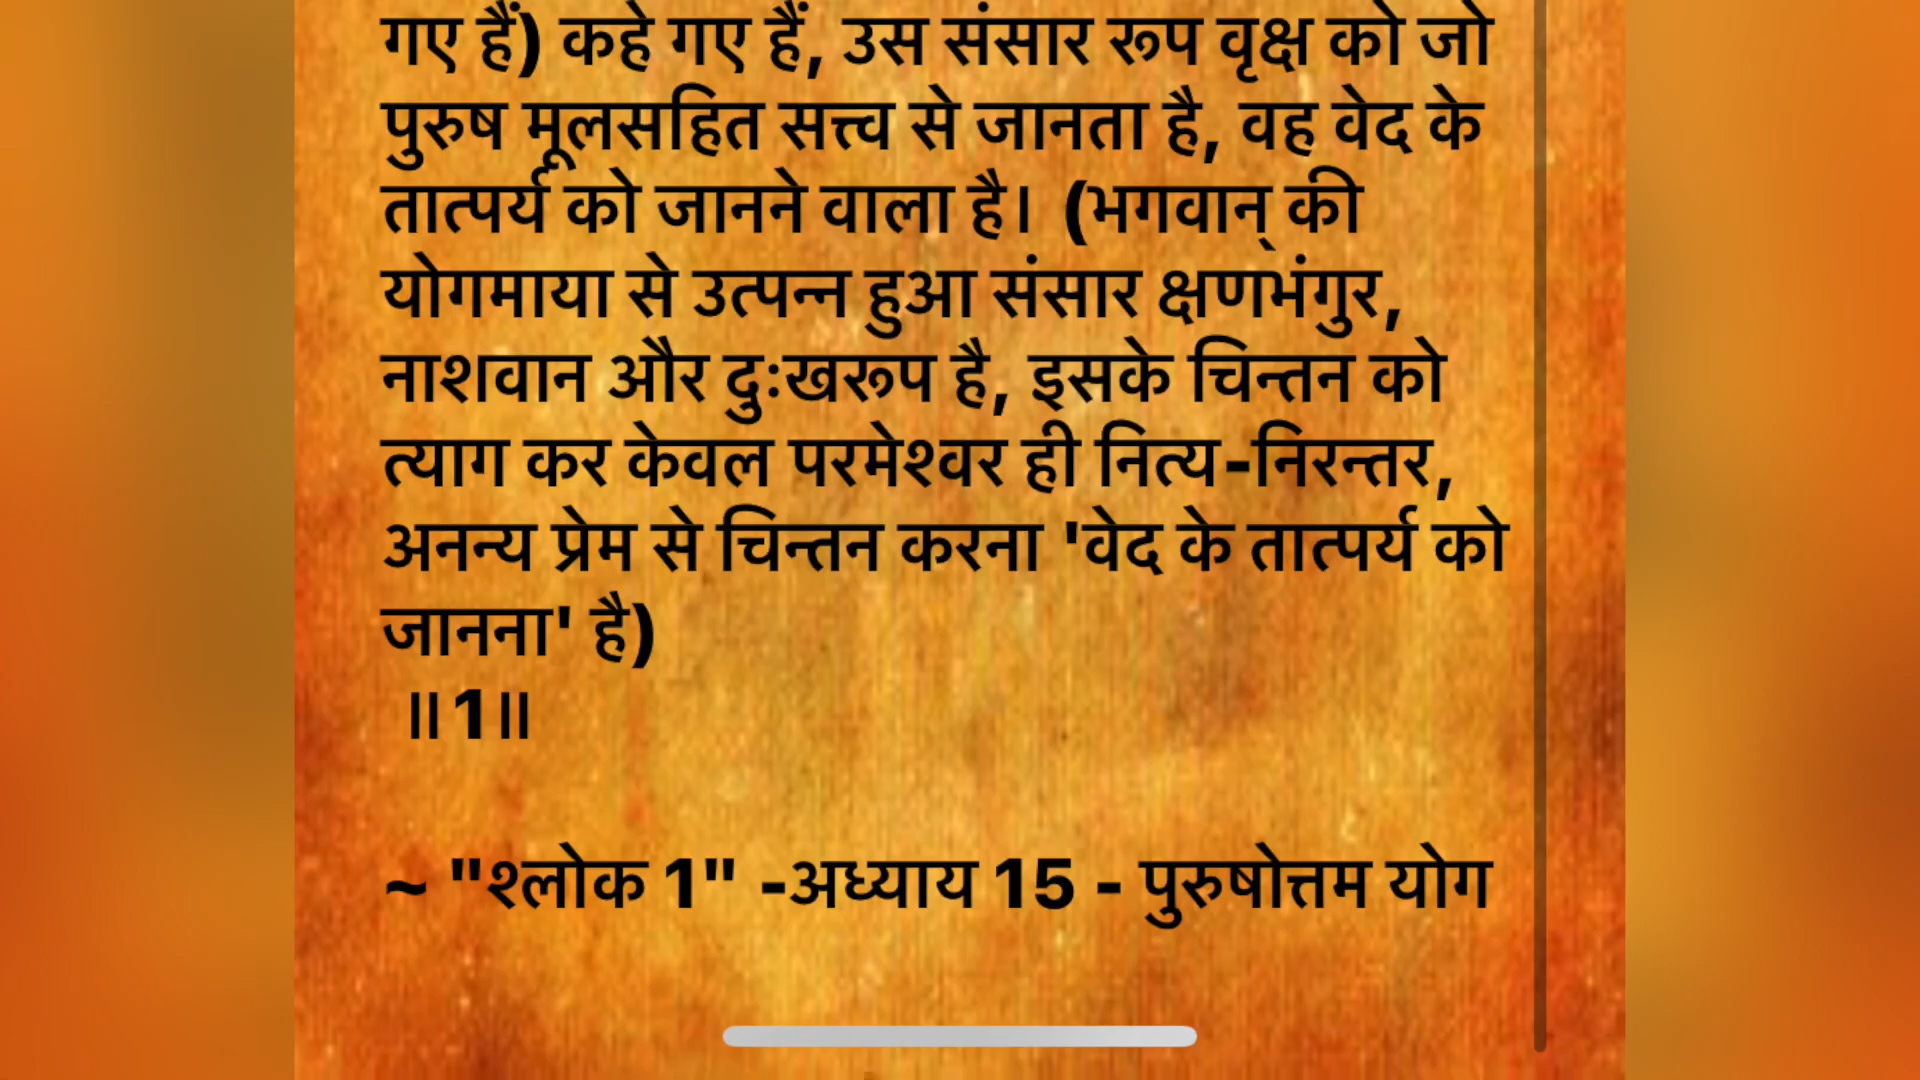 गए हैं) कहे गए हैं, उस संसार रूप वृक्ष को जो
पुरुष मूलसहित सत्त्व से जानता है, वह वेद के
तात्पर्य को जानने वाला है। (भगवान् की
योगमाया से उत्पन्न हुआ संसार क्षणभंगुर,
नाशवान और दुःखरूप है, इसके चिन्तन को
त्याग कर केवल परमेश्वर ही नित्य-निरन्तर,
अनन्य प्रेम से चिन्तन करना 'वेद के तात्पर्य को
जानना' है)
॥1॥
~ "श्लोक 1" -अध्याय 15 - पुरुषोत्तम योग